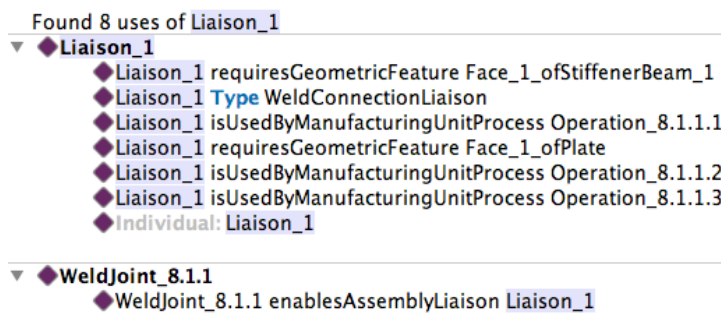 Found 8 uses of Liaison_1
Liaison_1
Liaison_1 requiresGeometricFeature Face_1_ofStiffenerBeam_1
Liaison_1 Type WeldConnectionLiaison
Liaison_1 isUsedByManufacturingUnitProcess Operation_8.1.1.1
Liaison_1 requiresGeometricFeature Face_1_ofPlate
Liaison_1 isUsedByManufacturingUnitProcess Operation_8.1.1.2
Liaison_1 isUsedByManufacturingUnitProcess Operation_8.1.1.3
Individual: Liaison_1
WeldJoint_8.1.1
WeldJoint_8.1.1 enablesAssemblyLiaison Liaison_1